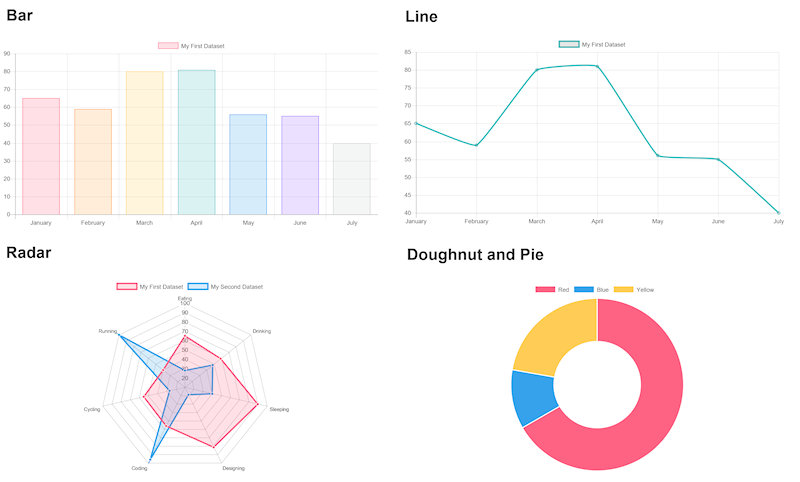 Bar
My First Dataset
90
80
70
60
50
40
30
20
10
0
January February March April May June July
Line
My First Dataset
85
80
75
70
65
60
55
50
45
40
January February March April May June July
Radar
My First Dataset My Second Dataset
Eating
100
90
80
70
60
50
40
30
20
Drinking
Sleeping
Designing
Coding
Cycling
Running
Doughnut and Pie
Red Blue Yellow